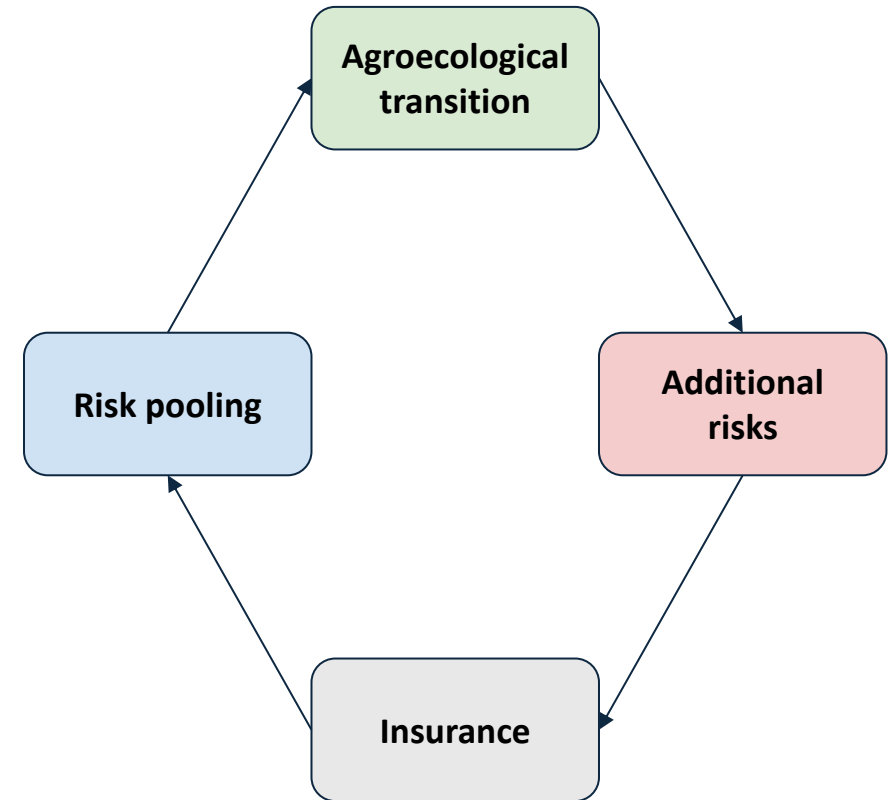 Agroecological
transition
Risk pooling
Additional
risks
Insurance